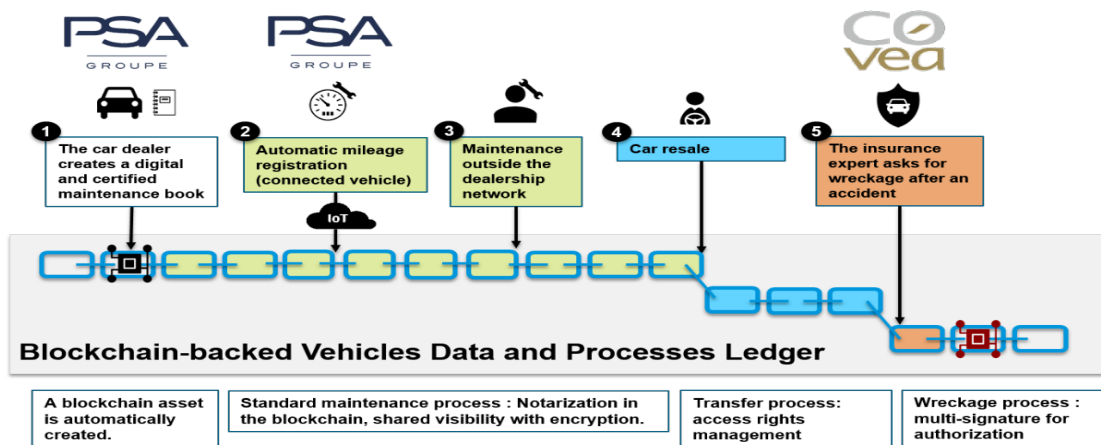 PSA
GROUPE
PSA
GROUPE
CO
vea
1
The car dealer
creates a digital
and certified
maintenance book
2
Automatic mileage
registration
(connected vehicle)
3
Maintenance
outside the
dealership
network
4
Car resale
5
The insurance
expert asks for
wreckage after an
accident
IoT
Blockchain-backed Vehicles Data and Processes Ledger
A blockchain asset
is automatically
created.
Standard maintenance process : Notarization in
the blockchain, shared visibility with encryption.
Transfer process:
access rights
management
Wreckage process :
multi-signature for
authorization